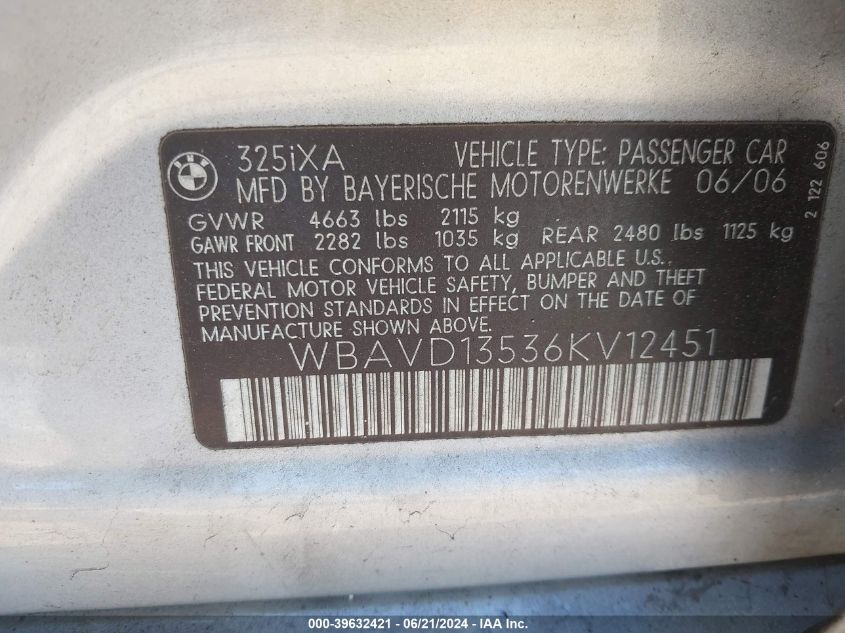 BMW
325iXA VEHICLE TYPE: PASSENGER CAR
MFD BY BAYERISCHE MOTORENWERKE 06/06
GVWR 4663 lbs 2115 kg
GAWR FRONT 2282 lbs 1035 kg REAR 2480 lbs 1125 kg
THIS VEHICLE CONFORMS TO ALL APPLICABLE U.S.
FEDERAL MOTOR VEHICLE SAFETY, BUMPER AND THEFT
PREVENTION STANDARDS IN EFFECT ON THE DATE OF
MANUFACTURE SHOWN ABOVE.
WBAVD13536KV12451
2 122 606
000-39632421 - 06/21/2024 - IAAI.COM